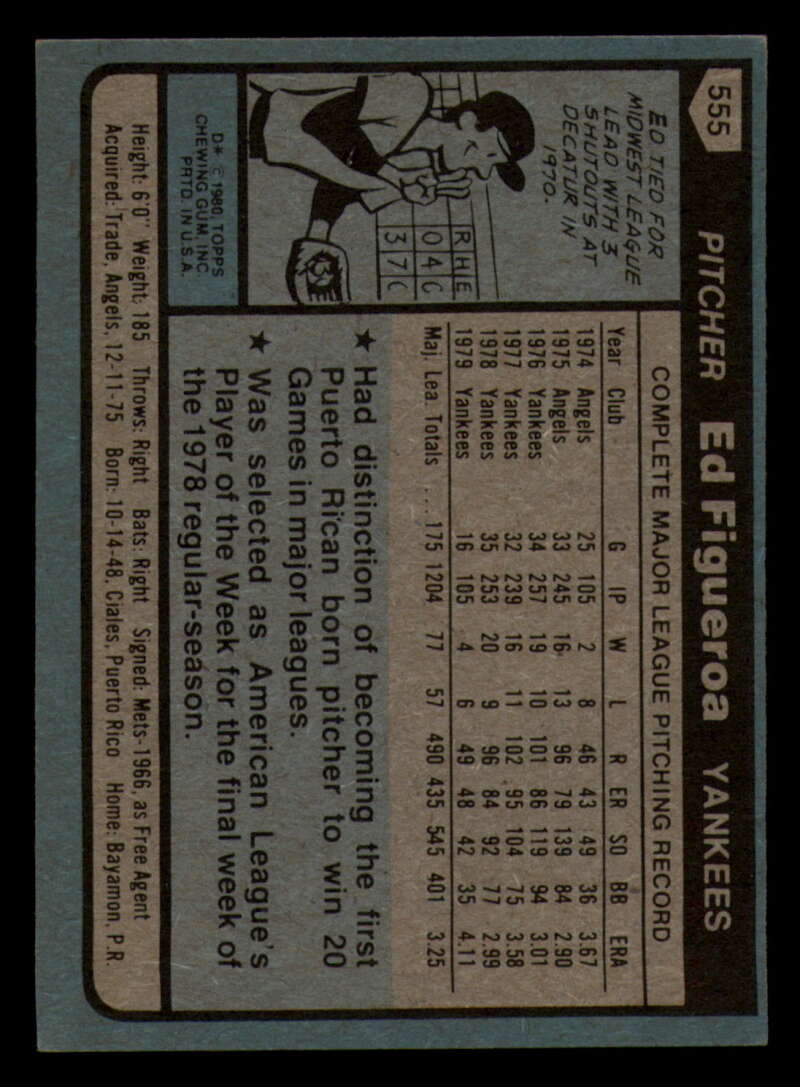 555
PITCHER Ed Figueroa YANKEES
ED TIED FOR
MIDWEST LEAGUE
LEAD WITH 3
SHUTOUTS AT
DECATUR IN
1970.
R H E
0 4 0
3 7 0
D* © 1980 TOPPS
CHEWING GUM INC.
PRTD. IN U.S.A.
COMPLETE MAJOR LEAGUE PITCHING RECORD
Year Club G IP W L R ER SO BB ERA
1974 Angels 25 105 2 8 46 43 49 36 3.67
1975 Angels 33 245 16 13 96 79 139 84 2.90
1976 Yankees 34 257 19 10 101 86 119 94 3.01
1977 Yankees 32 239 16 11 102 95 104 75 3.58
1978 Yankees 35 253 20 9 96 84 92 77 2.99
1979 Yankees 16 105 4 6 49 48 42 35 4.11
Maj. Lea. Totals ... 175 1204 77 57 490 435 545 401 3.25
★ Had distinction of becoming the first
Puerto Rican born pitcher to win 20
Games in major leagues.
★ Was selected as American League's
Player of the Week for the final week of
the 1978 regular-season.
Height: 6'0" Weight: 185 Throws: Right Bats: Right Signed: Mets-1966, as Free Agent
Acquired: Trade, Angels, 12-11-75 Born: 10-14-48, Ciales, Puerto Rico Home: Bayamon, P.R.